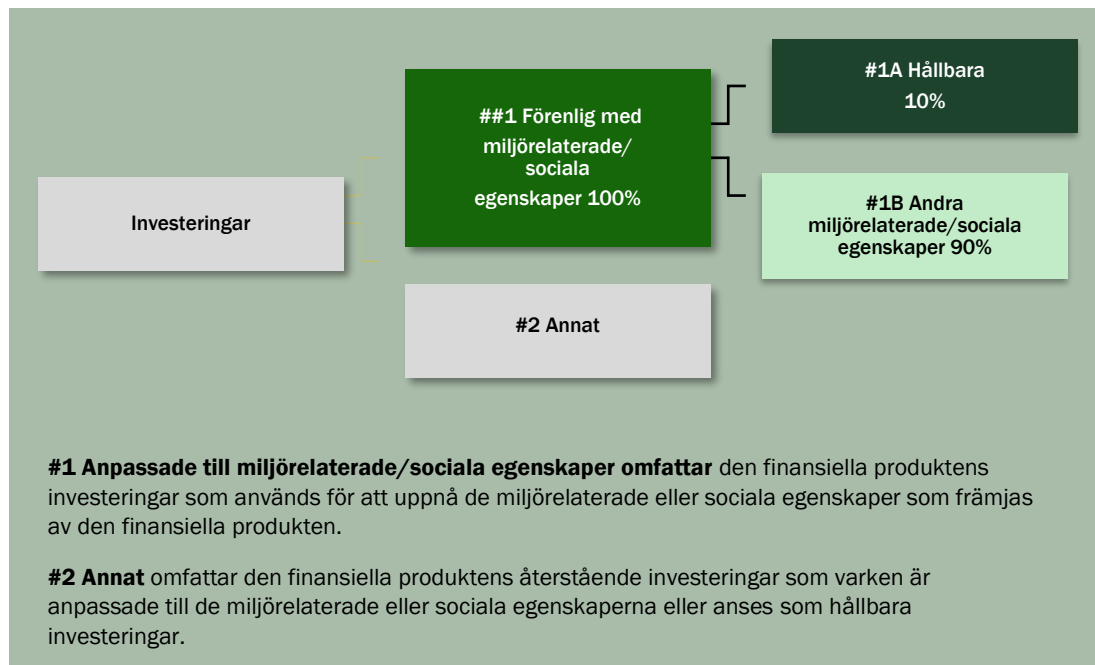 #1A Hållbara
10%
##1 Förenlig med
miljörelaterade/
sociala
egenskaper 100%
Investeringar
#1B Andra
miljörelaterade/sociala
egenskaper 90%
#2 Annat
#1 Anpassade till miljörelaterade/sociala egenskaper omfattar den finansiella produktens
investeringar som används för att uppnå de miljörelaterade eller sociala egenskaper som främjas
av den finansiella produkten.
#2 Annat omfattar den finansiella produktens återstående investeringar som varken är
anpassade till de miljörelaterade eller sociala egenskaperna eller anses som hållbara
investeringar.